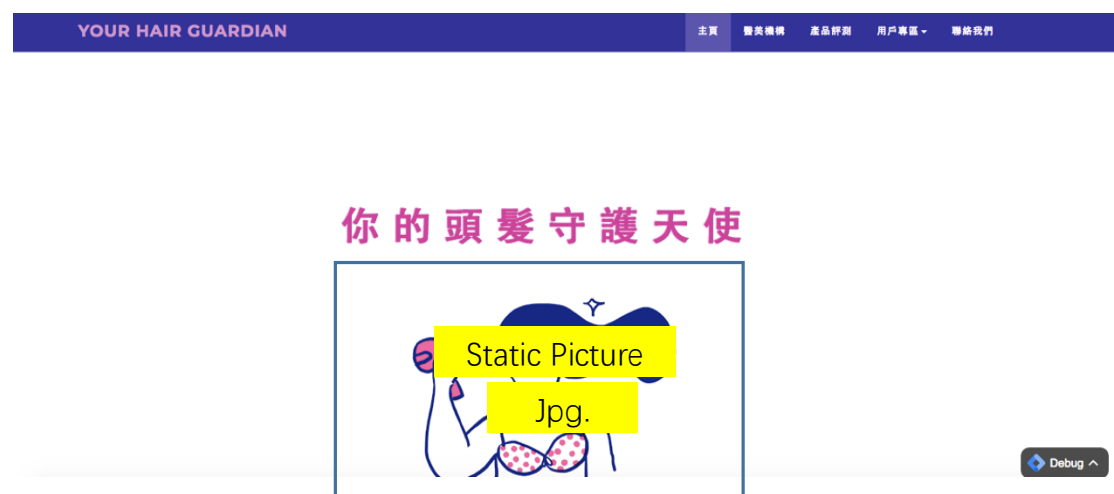 YOUR HAIR GUARDIAN
主頁 醫美機構 產品評測 用戶專區 聯絡我們
你的頭髮守護天使
Static Picture
Jpg.
Debug